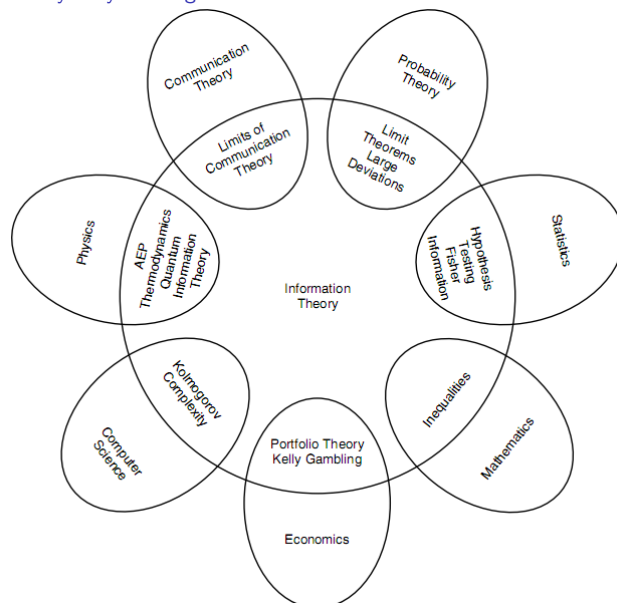 Communication
Theory
Probability
Theory
Limits of
Communication
Theory
Limit
Theorems
Large
Deviations
Physics
AEP
Thermodynamics
Quantum
Information
Theory
Hypothesis
Testing
Fisher
Information
Statistics
Information
Theory
Kolmogorov
Complexity
Computer
Science
Portfolio Theory
Kelly Gambling
Economics
Inequalities
Mathematics